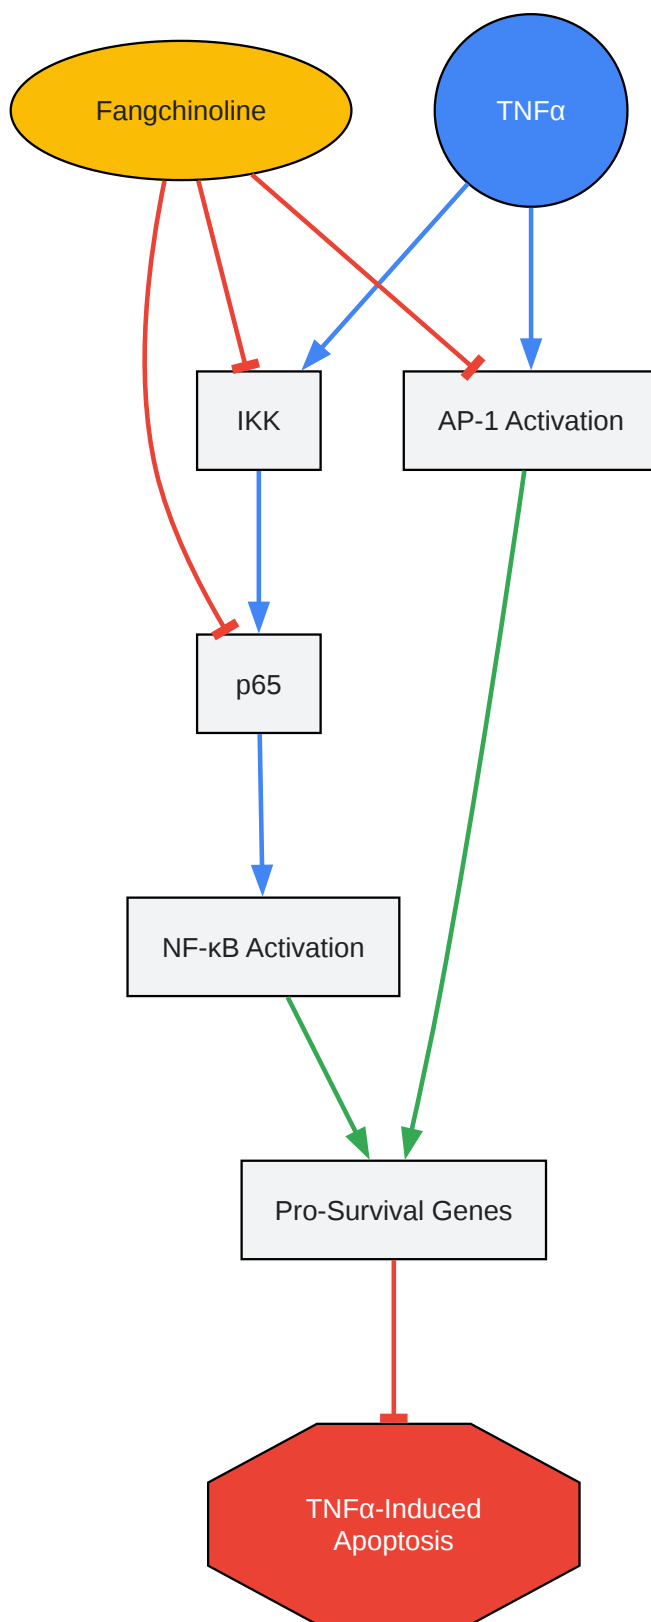 Fangchinoline
TNFα
IKK
AP-1 Activation
p65
NF-κB Activation
Pro-Survival Genes
TNFα-Induced
Apoptosis